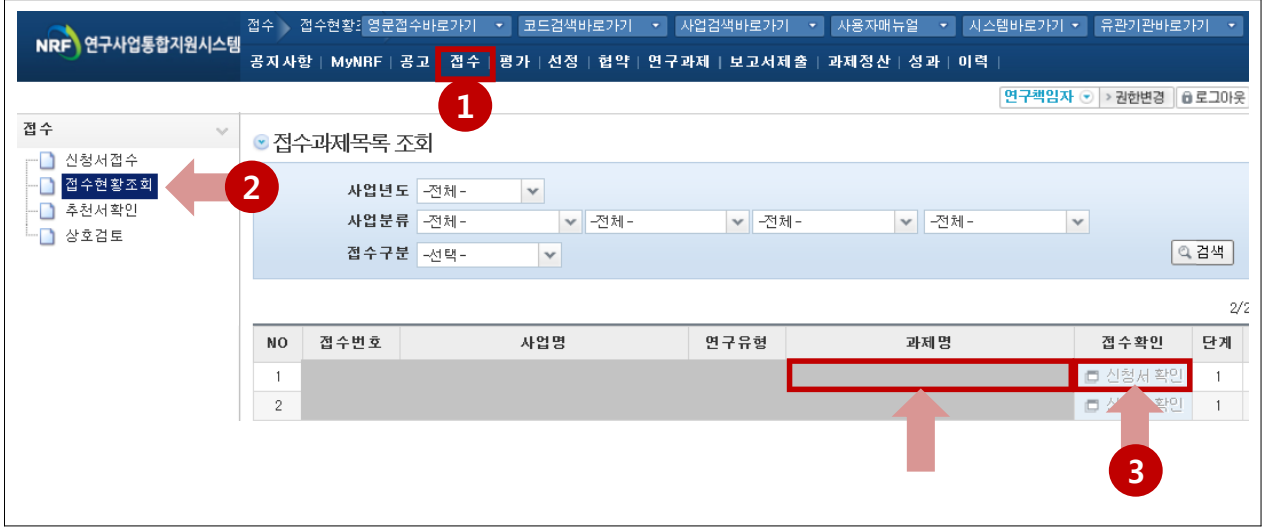 접수 접수현황조 영문접수바로가기 코드검색바로가기 사업검색바로가기 사용자매뉴얼 시스템바로가기 유관기관바로가기
NRF 연구사업통합지원시스템
공지사항 | MyNRF | 공고 | 접수 | 평가 | 선정 | 협약 | 연구과제 | 보고서제출 | 과제정산 | 성과 | 이력 |
1
연구책임자 > 권한변경 로그아웃
접수
신청서접수
접수현황조회
2
추천서확인
상호검토
접수과제목록 조회
사업년도 -전체-
사업분류 -전체- -전체- -전체- -전체-
접수구분 -선택-
검색
2/2
NO 접수번호 사업명 연구유형 과제명 접수확인 단계
1 신청서 확인 1
2 확인 1
3